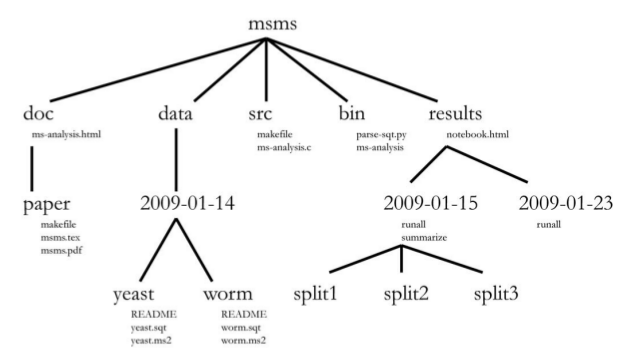 msms
doc data src bin results
ms-analysis.html makefile parse-sqt.py notebook.html
ms-analysis.c ms-analysis
paper 2009-01-14 2009-01-15 2009-01-23
makefile runall runall
msms.tex summarize
msms.pdf
yeast worm split1 split2 split3
README README
yeast.sqt worm.sqt
yeast.ms2 worm.ms2